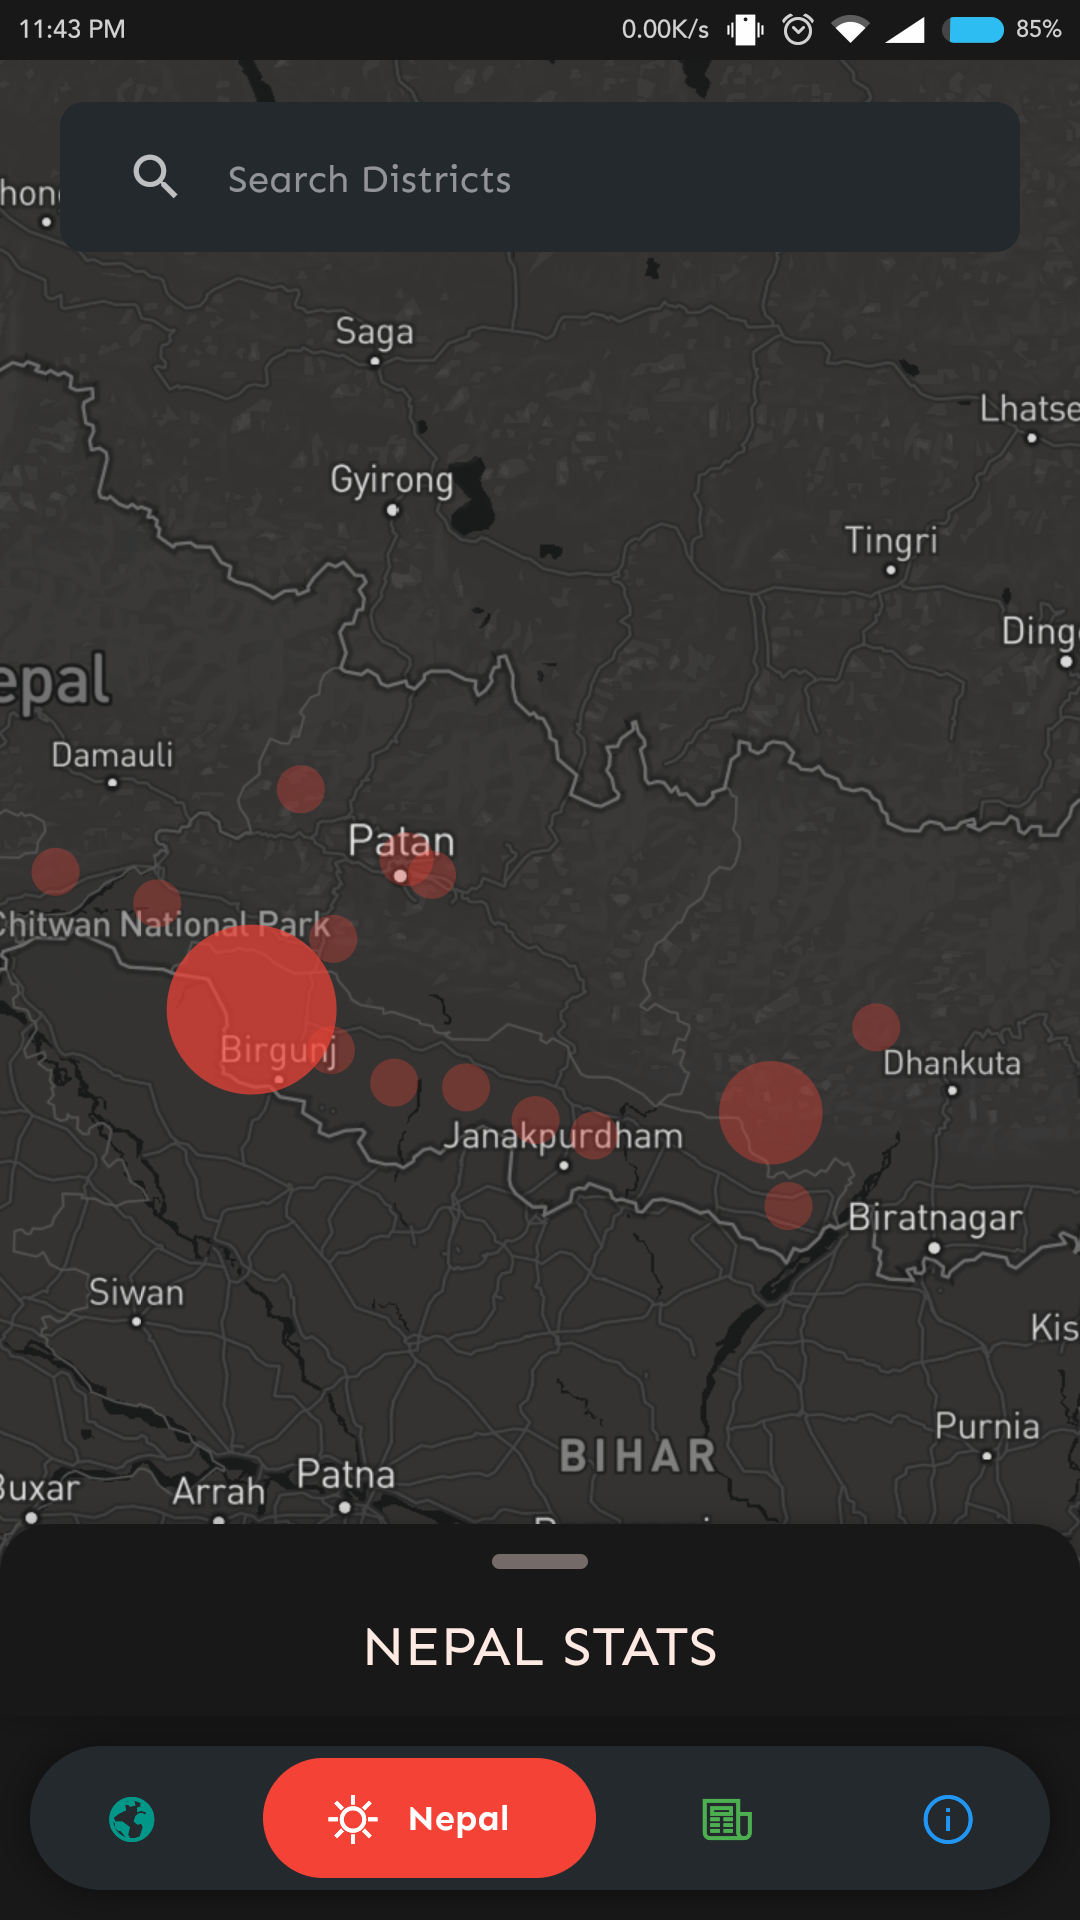 11:43 PM 0.00K/s 85%
Search Districts
Saga
Lhatse
Gyirong
Tingri
Ding
epal
Damauli
Patan
Chitwan National Park
Dhankuta
Birgunj
Janakpurdham
Biratnagar
Siwan
Kis
Purnia
BIHAR
Patna
Buxar
Arrah
NEPAL STATS
Nepal